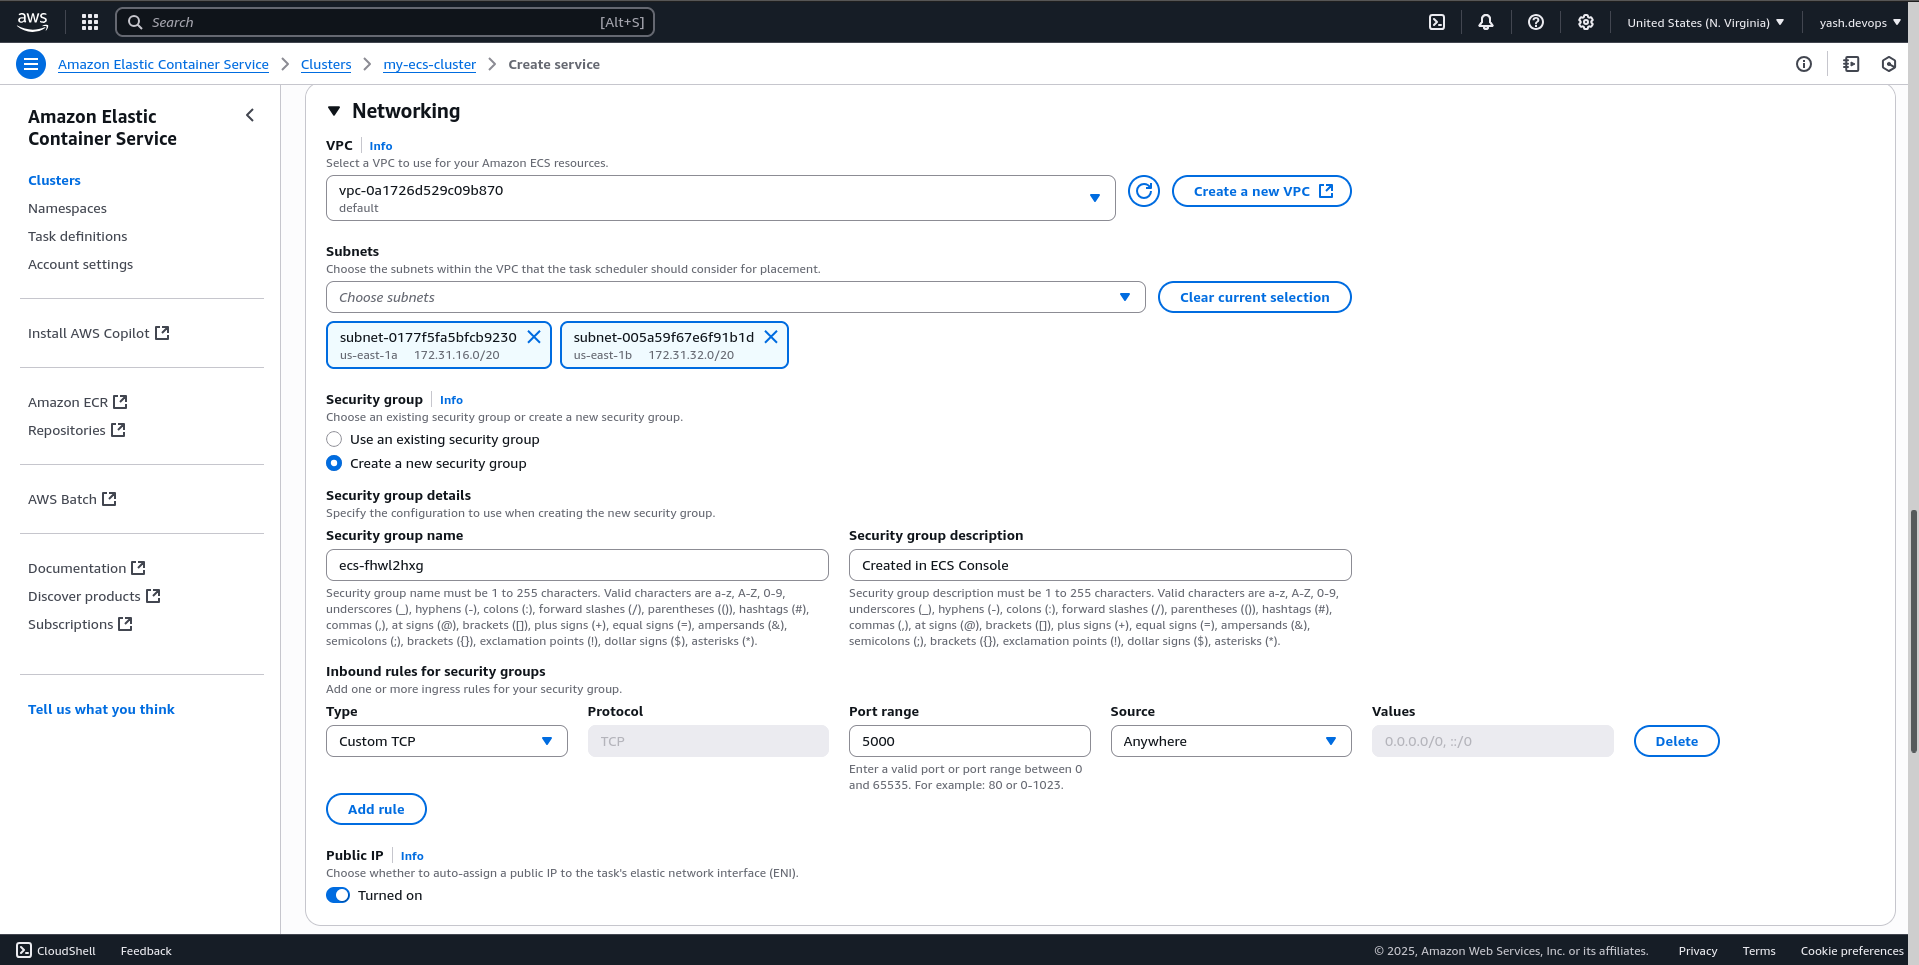 aws
Search [Alt+S]
United States (N. Virginia)
yash.devops
Amazon Elastic Container Service
Clusters
my-ecs-cluster
Create service
Amazon Elastic
Container Service
Clusters
Namespaces
Task definitions
Account settings
Install AWS Copilot
Amazon ECR
Repositories
AWS Batch
Documentation
Discover products
Subscriptions
Tell us what you think
Networking
VPC Info
Select a VPC to use for your Amazon ECS resources.
vpc-0a1726d529c09b870
default
Create a new VPC
Subnets
Choose the subnets within the VPC that the task scheduler should consider for placement.
Choose subnets
Clear current selection
subnet-0177f5fa5bfcb9230
us-east-1a 172.31.16.0/20
subnet-005a59f67e6f91b1d
us-east-1b 172.31.32.0/20
Security group Info
Choose an existing security group or create a new security group.
Use an existing security group
Create a new security group
Security group details
Specify the configuration to use when creating the new security group.
Security group name
ecs-fhwl2hxg
Security group name must be 1 to 255 characters. Valid characters are a-z, A-Z, 0-9,
underscores (_), hyphens (-), colons (:), forward slashes (/), parentheses (()), hashtags (#),
commas (,), at signs (@), brackets ([]), plus signs (+), equal signs (=), ampersands (&),
semicolons (;), brackets ({}), exclamation points (!), dollar signs ($), asterisks (*).
Security group description
Created in ECS Console
Security group description must be 1 to 255 characters. Valid characters are a-z, A-Z, 0-9,
underscores (_), hyphens (-), colons (:), forward slashes (/), parentheses (()), hashtags (#),
commas (,), at signs (@), brackets ([]), plus signs (+), equal signs (=), ampersands (&),
semicolons (;), brackets ({}), exclamation points (!), dollar signs ($), asterisks (*).
Inbound rules for security groups
Add one or more ingress rules for your security group.
Type Protocol Port range Source Values
Custom TCP TCP 5000 Anywhere 0.0.0.0/0, ::/0 Delete
Enter a valid port or port range between 0
and 65535. For example: 80 or 0-1023.
Add rule
Public IP Info
Choose whether to auto-assign a public IP to the task's elastic network interface (ENI).
Turned on
CloudShell
Feedback
© 2025, Amazon Web Services, Inc. or its affiliates.
Privacy
Terms
Cookie preferences